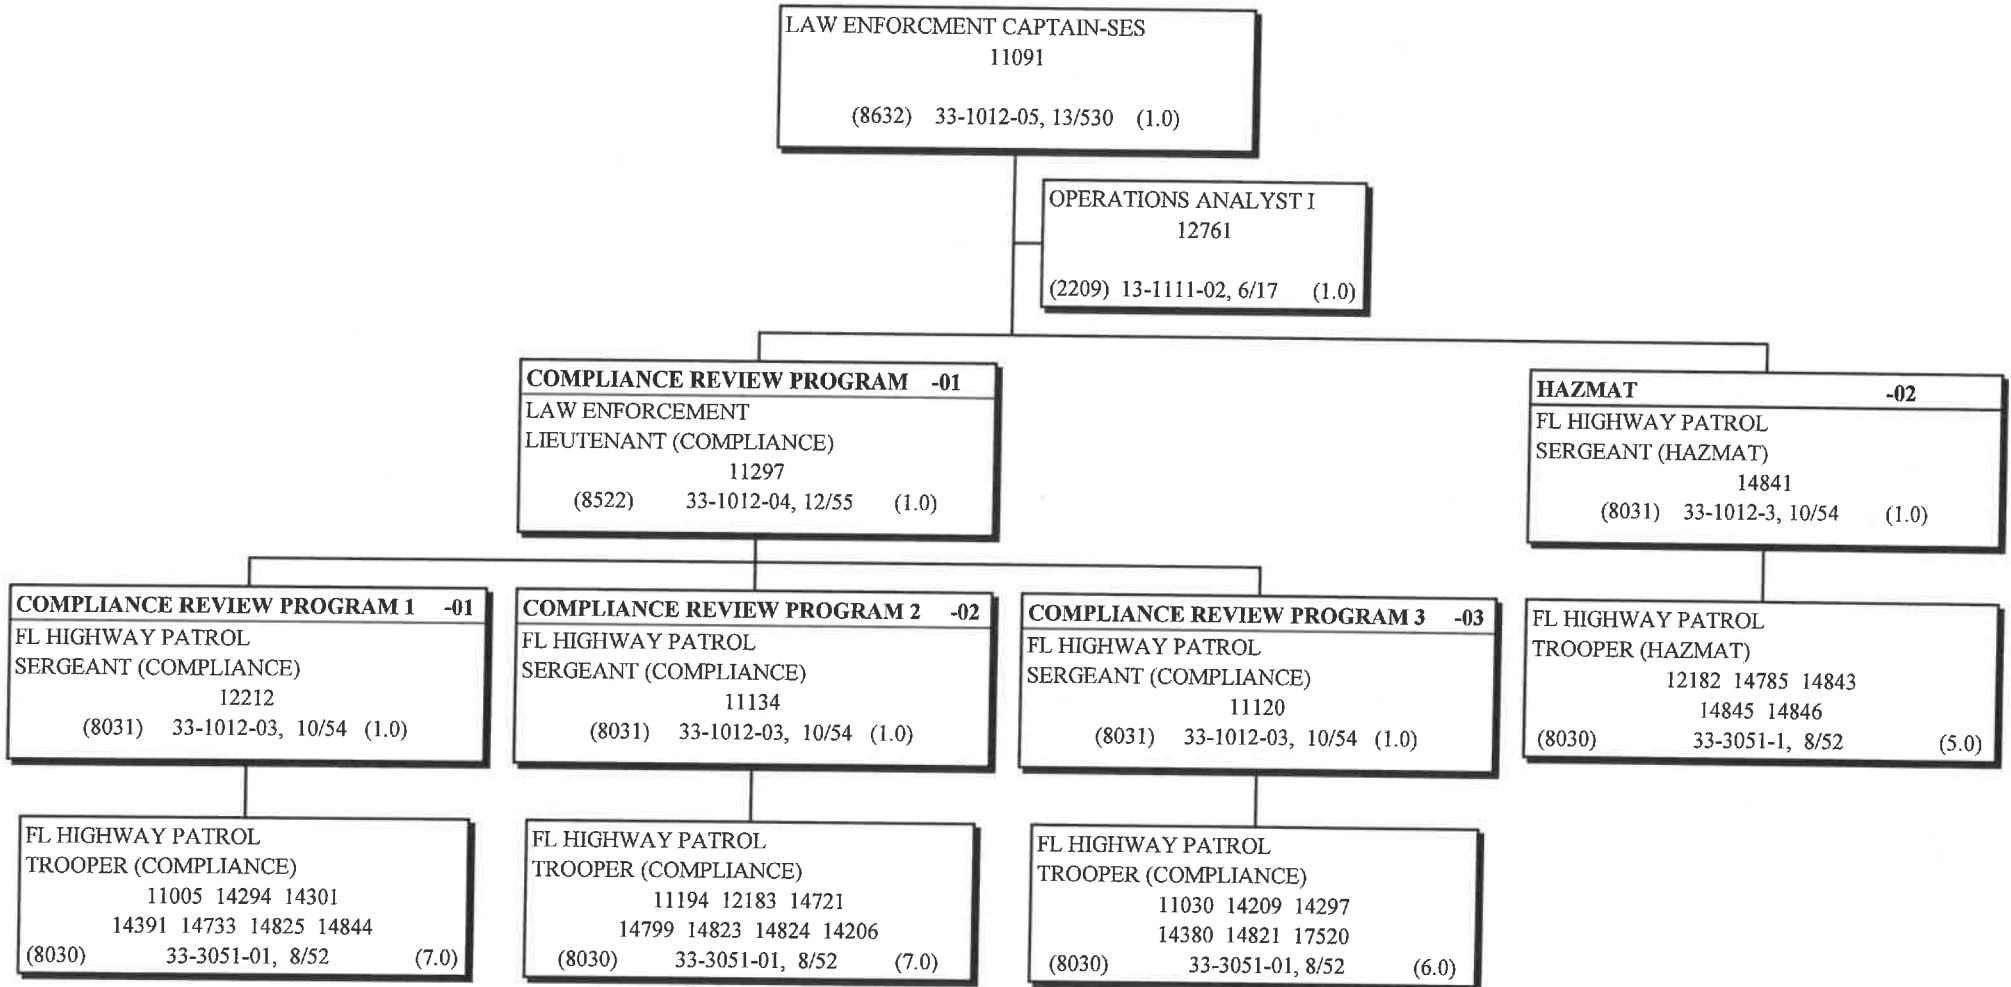 LAW ENFORCMENT CAPTAIN-SES
11091
(8632) 33-1012-05, 13/530 (1.0)
OPERATIONS ANALYST I
12761
(2209) 13-1111-02, 6/17 (1.0)
COMPLIANCE REVIEW PROGRAM -01
LAW ENFORCEMENT
LIEUTENANT (COMPLIANCE)
11297
(8522) 33-1012-04, 12/55 (1.0)
HAZMAT -02
FL HIGHWAY PATROL
SERGEANT (HAZMAT)
14841
(8031) 33-1012-3, 10/54 (1.0)
COMPLIANCE REVIEW PROGRAM 1 -01
FL HIGHWAY PATROL
SERGEANT (COMPLIANCE)
12212
(8031) 33-1012-03, 10/54 (1.0)
COMPLIANCE REVIEW PROGRAM 2 -02
FL HIGHWAY PATROL
SERGEANT (COMPLIANCE)
11134
(8031) 33-1012-03, 10/54 (1.0)
COMPLIANCE REVIEW PROGRAM 3 -03
FL HIGHWAY PATROL
SERGEANT (COMPLIANCE)
11120
(8031) 33-1012-03, 10/54 (1.0)
FL HIGHWAY PATROL
TROOPER (HAZMAT)
12182 14785 14843
14845 14846
(8030) 33-3051-1, 8/52 (5.0)
FL HIGHWAY PATROL
TROOPER (COMPLIANCE)
11005 14294 14301
14391 14733 14825 14844
(8030) 33-3051-01, 8/52 (7.0)
FL HIGHWAY PATROL
TROOPER (COMPLIANCE)
11194 12183 14721
14799 14823 14824 14206
(8030) 33-3051-01, 8/52 (7.0)
FL HIGHWAY PATROL
TROOPER (COMPLIANCE)
11030 14209 14297
14380 14821 17520
(8030) 33-3051-01, 8/52 (6.0)